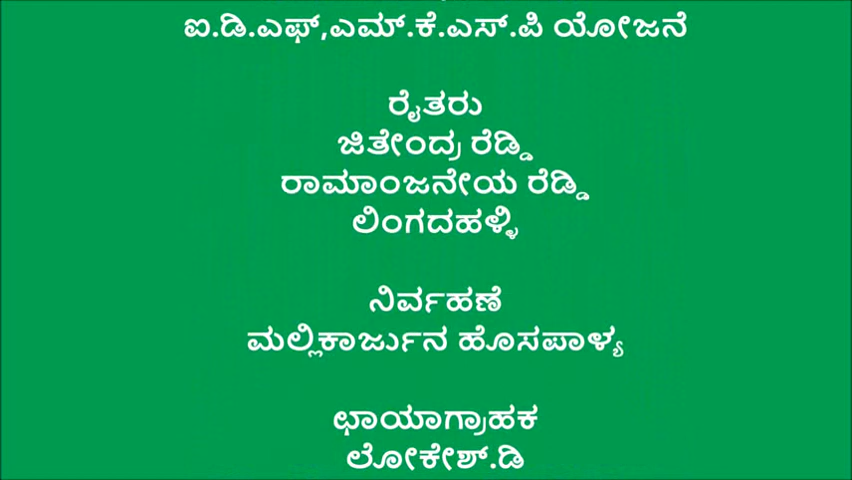 ಐ.ಡಿ.ಎಫ್,ಎಮ್.ಕೆ.ಎಸ್.ಪಿ ಯೋಜನೆ
ರೈತರು
ಜಿತೇಂದ್ರ ರೆಡ್ಡಿ
ರಾಮಾಂಜನೇಯ ರೆಡ್ಡಿ
ಲಿಂಗದಹಳ್ಳಿ
ನಿರ್ವಹಣೆ
ಮಲ್ಲಿಕಾರ್ಜುನ ಹೊಸಪಾಳ್ಯ
ಛಾಯಾಗ್ರಾಹಕ
ಲೋಕೇಶ್.ಡಿ